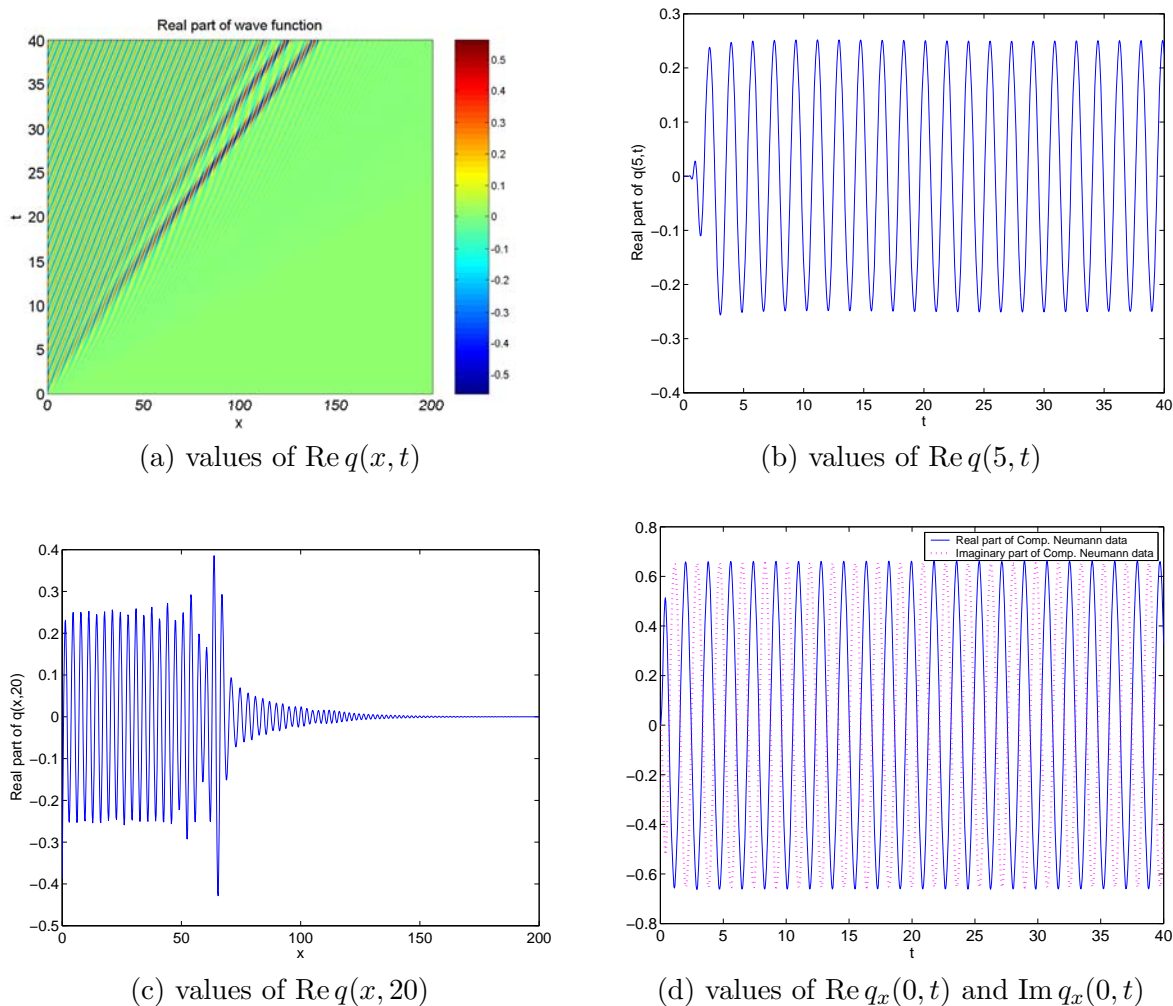 Real part of wave function
40
35
30
25
20
15
10
5
0
t
0 50 100 150 200
x
0.5
0.4
0.3
0.2
0.1
0
-0.1
-0.2
-0.3
-0.4
-0.5
(a) values of Re q(x, t)
0.3
0.2
0.1
0
−0.1
−0.2
−0.3
−0.4
Real part of q(5,t)
0 5 10 15 20 25 30 35 40
t
(b) values of Re q(5, t)
0.4
0.3
0.2
0.1
0
−0.1
−0.2
−0.3
−0.4
−0.5
Real part of q(x,20)
0 50 100 150 200
x
(c) values of Re q(x, 20)
0.8
0.6
0.4
0.2
0
−0.2
−0.4
−0.6
−0.8
Real part of Comp. Neumann data
Imaginary part of Comp. Neumann data
0 5 10 15 20 25 30 35 40
t
(d) values of Re qₓ(0, t) and Im qₓ(0, t)